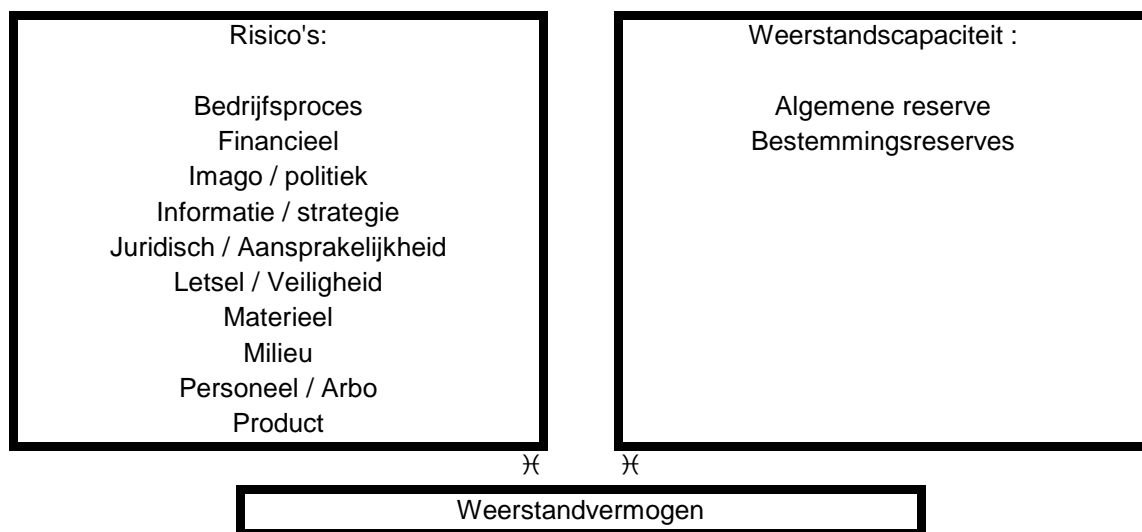 Risico's:
Bedrijfsproces
Financieel
Imago / politiek
Informatie / strategie
Juridisch / Aansprakelijkheid
Letsel / Veiligheid
Materieel
Milieu
Personeel / Arbo
Product
Weerstandscapaciteit :
Algemene reserve
Bestemmingsreserves
♓ ♓
Weerstandvermogen